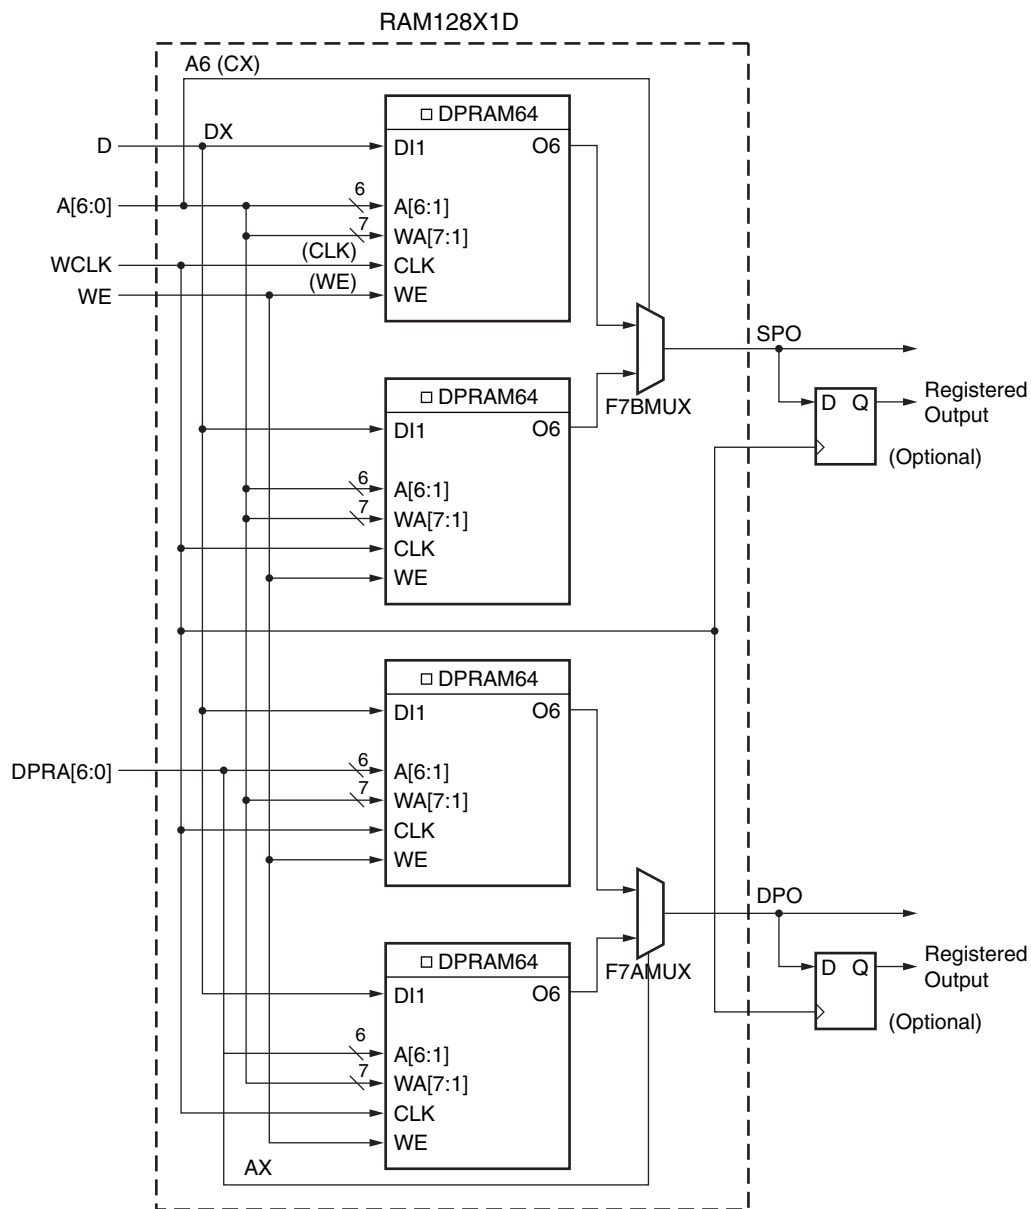 RAM128X1D
A6 (CX)
□ DPRAM64
D
DX
DI1
O6
A[6:0]
6
A[6:1]
7
WA[7:1]
WCLK
(CLK)
CLK
WE
(WE)
WE
SPO
F7BMUX
D Q
Registered
Output
(Optional)
□ DPRAM64
DI1
O6
6
A[6:1]
7
WA[7:1]
CLK
WE
□ DPRAM64
DI1
O6
DPRA[6:0]
6
A[6:1]
7
WA[7:1]
CLK
WE
DPO
F7AMUX
D Q
Registered
Output
(Optional)
□ DPRAM64
DI1
O6
6
A[6:1]
7
WA[7:1]
CLK
WE
AX